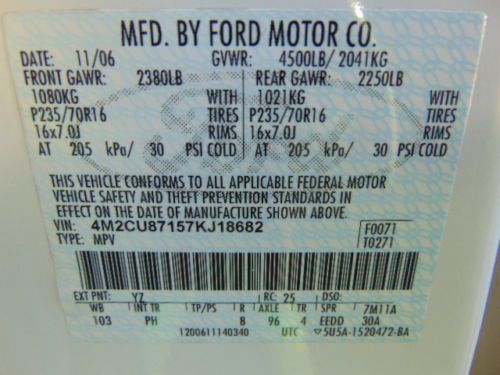 MFD. BY FORD MOTOR CO.
DATE: 11/06 GVWR: 4500LB/ 2041KG
FRONT GAWR: 2380LB REAR GAWR: 2250LB
1080KG WITH 1021KG WITH
P235/70R16 TIRES P235/70R16 TIRES
16x7.0J RIMS 16x7.0J RIMS
AT 205 kPa/ 30 PSI COLD AT 205 kPa/ 30 PSI COLD
THIS VEHICLE CONFORMS TO ALL APPLICABLE FEDERAL MOTOR
VEHICLE SAFETY AND THEFT PREVENTION STANDARDS IN
EFFECT ON THE DATE OF MANUFACTURE SHOWN ABOVE.
VIN: 4M2CU87157KJ18682 F0071
TYPE: MPV T0271
EXT PNT: YZ RC: 25 DSO:
WB INT TR TP/PS R AXLE TR SPR 7M11A
103 PH 8 96 4 EEDD 30A
1200611140340 UTC 5U5A-1520472-BA